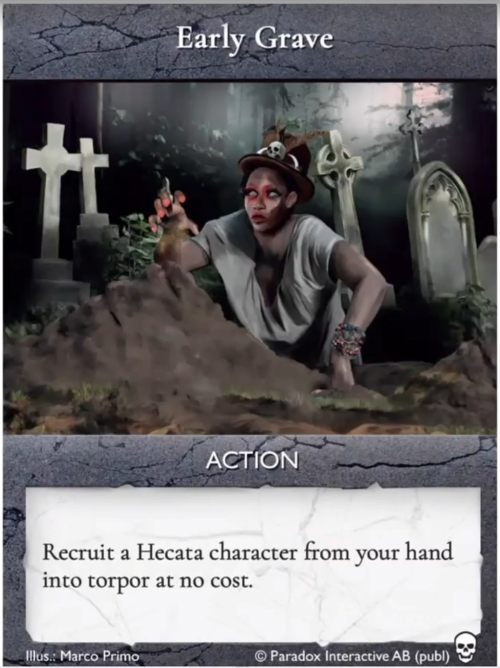 Early Grave
ACTION
Recruit a Hecata character from your hand
into torpor at no cost.
Illus.: Marco Primo © Paradox Interactive AB (publ)